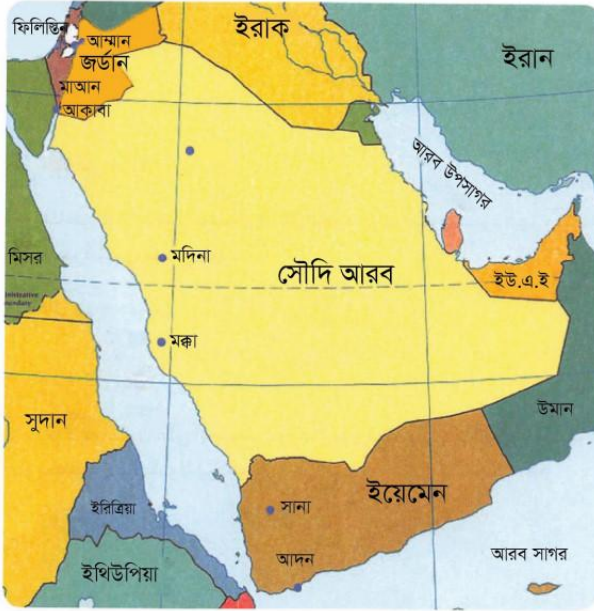 ফিলিস্তিন
আম্মান
জর্ডান
মাআন
আকাবা
ইরাক
ইরান
আরব উপসাগর
মদিনা
মিসর
সৌদি আরব
ইউ.এ.ই
মক্কা
উমান
সুদান
ইয়েমেন
সানা
ইরিত্রিয়া
আদন
আরব সাগর
ইথিউপিয়া